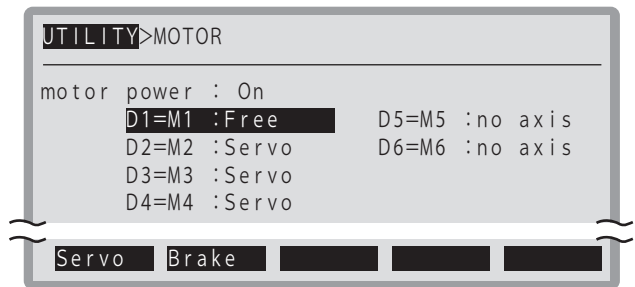 UTILITY>MOTOR
motor power : On
D1=M1 :Free D5=M5 :no axis
D2=M2 :Servo D6=M6 :no axis
D3=M3 :Servo
D4=M4 :Servo
Servo Brake